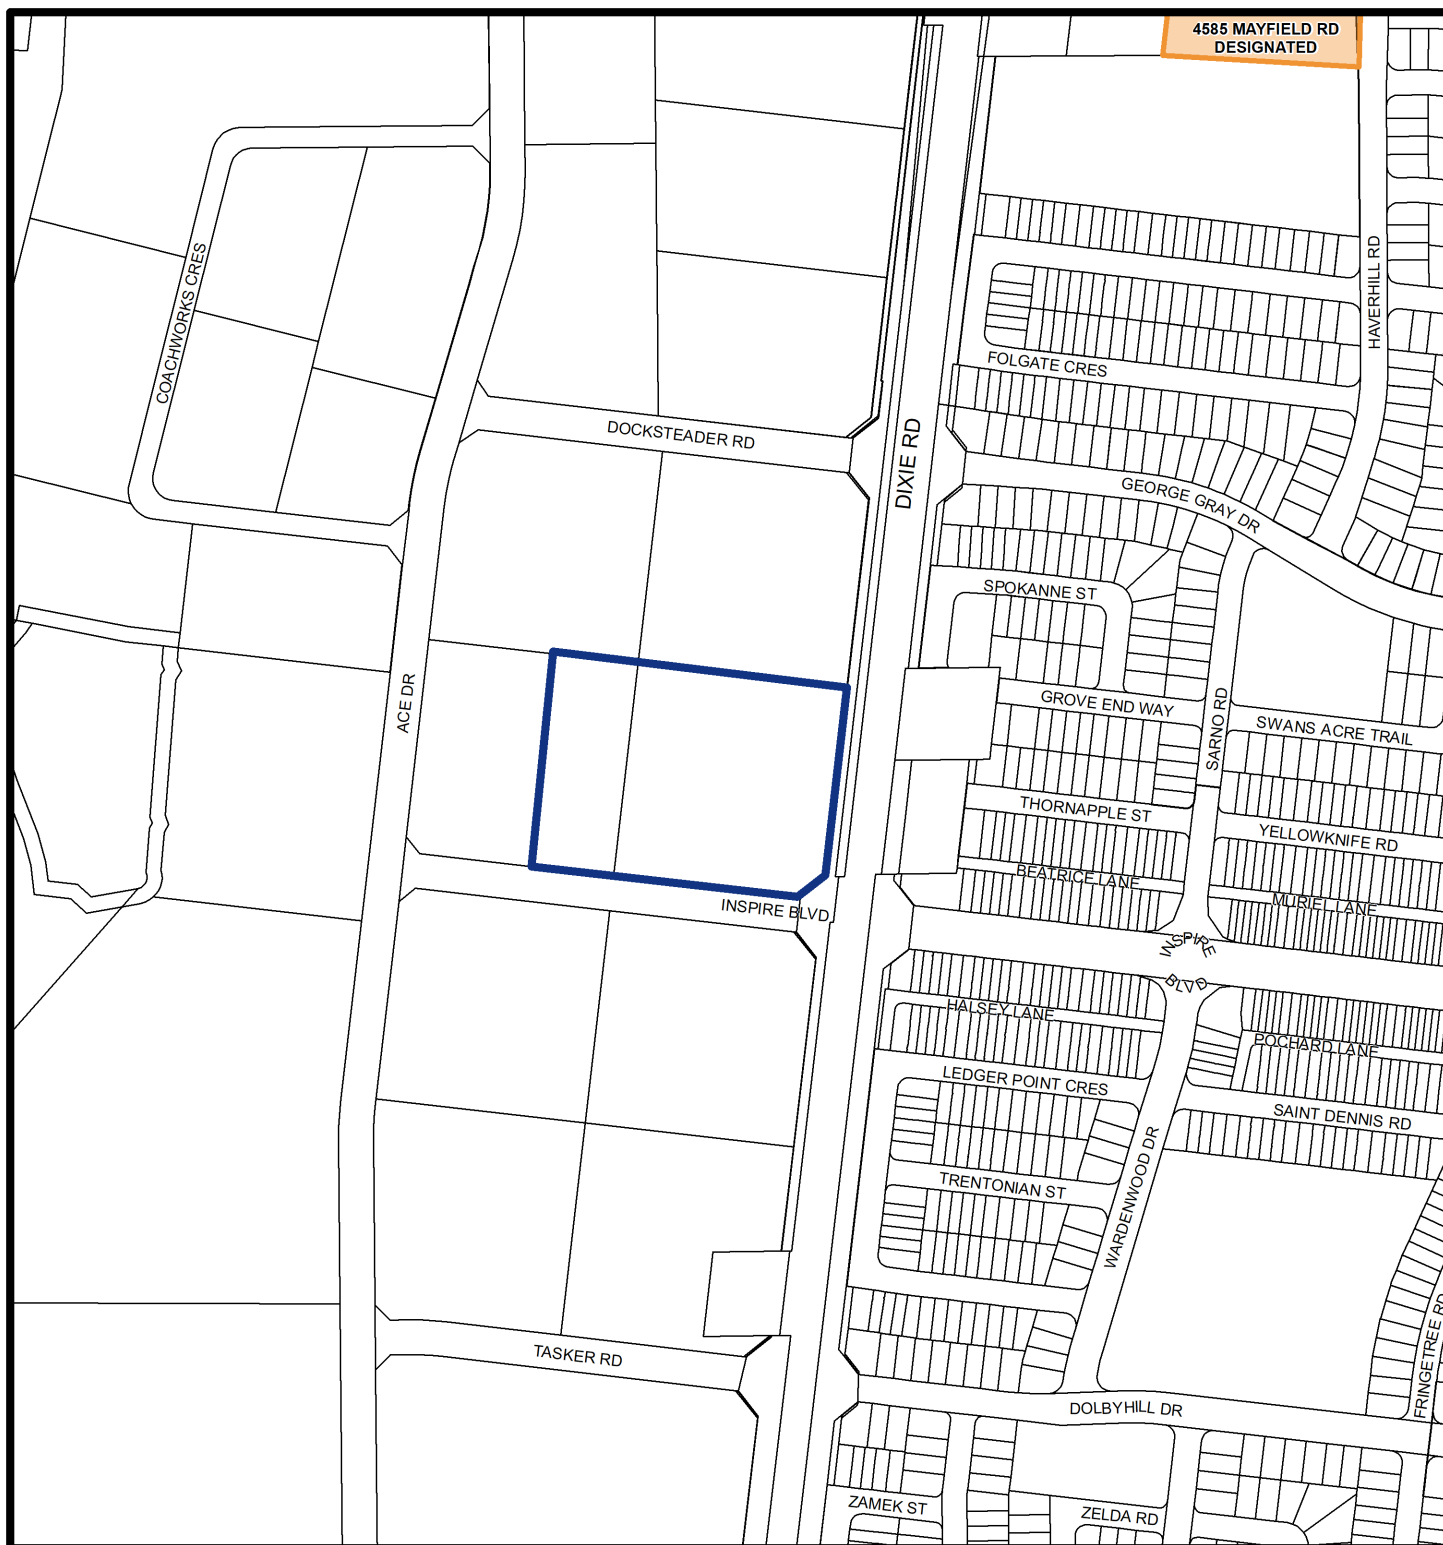 4585 MAYFIELD RD
DESIGNATED
COACHWORKS CRES
HAVERHILL RD
FOLGATE CRES
DOCKSTEADER RD
DIXIE RD
GEORGE GRAY DR
SPOKANNE ST
ACE DR
GROVE END WAY
SARNO RD
SWANS ACRE TRAIL
THORNAPPLE ST
YELLOWKNIFE RD
BEATRICE LANE
MURIEL LANE
INSPIRE BLVD
INSPIRE
BLVD
HALSEY LANE
POCHARD LANE
LEDGER POINT CRES
SAINT DENNIS RD
WARDENWOOD DR
TRENTONIAN ST
FRINGETREE RD
TASKER RD
DOLBYHILL DR
ZAMEK ST
ZELDA RD